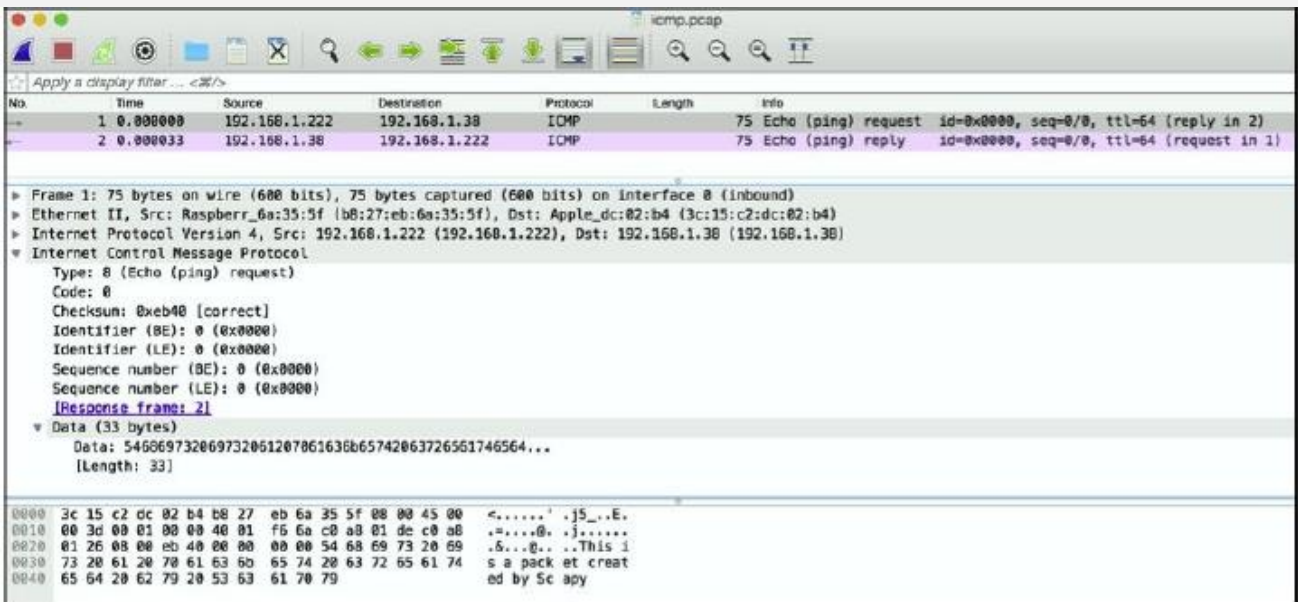 icmp.pcap
Apply a display filter ... <⌘/>
No. Time Source Destination Protocol Length Info
1 0.000000 192.168.1.222 192.168.1.38 ICMP 75 Echo (ping) request id=0x0000, seq=0/0, ttl=64 (reply in 2)
2 0.000033 192.168.1.38 192.168.1.222 ICMP 75 Echo (ping) reply id=0x0000, seq=0/0, ttl=64 (request in 1)
Frame 1: 75 bytes on wire (600 bits), 75 bytes captured (600 bits) on interface 0 (inbound)
Ethernet II, Src: Raspberr_6a:35:5f (b8:27:eb:6a:35:5f), Dst: Apple_dc:02:b4 (3c:15:c2:dc:02:b4)
Internet Protocol Version 4, Src: 192.168.1.222 (192.168.1.222), Dst: 192.168.1.38 (192.168.1.38)
Internet Control Message Protocol
Type: 8 (Echo (ping) request)
Code: 0
Checksum: 0xeb40 [correct]
Identifier (BE): 0 (0x0000)
Identifier (LE): 0 (0x0000)
Sequence number (BE): 0 (0x0000)
Sequence number (LE): 0 (0x0000)
[Response frame: 2]
Data (33 bytes)
Data: 546869732069732061207061636b65742063726561746564...
[Length: 33]
0000 3c 15 c2 dc 02 b4 b8 27 eb 6a 35 5f 08 00 45 00 <......' .j5_..E.
0010 00 3d 00 01 00 00 40 01 f6 6a c0 a8 01 de c0 a8 .=....@. .j......
0020 01 26 08 00 eb 40 00 00 00 00 54 68 69 73 20 69 .&...@.. ..This i
0030 73 20 61 20 70 61 63 6b 65 74 20 63 72 65 61 74 s a pack et creat
0040 65 64 20 62 79 20 53 63 61 70 79 ed by Sc apy